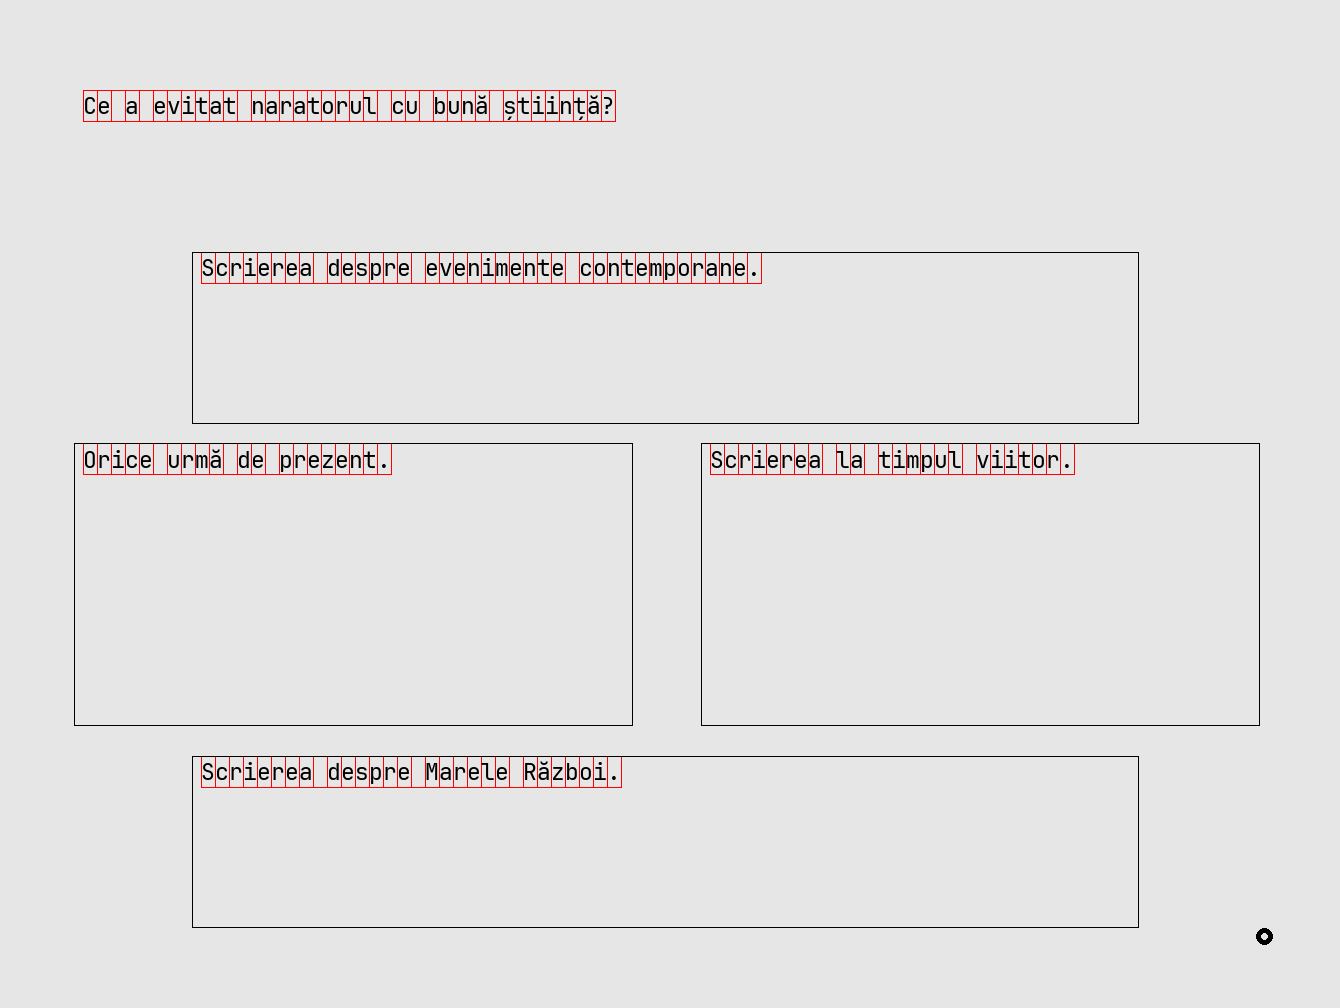 Ce a evitat naratorul cu bună știință?
Scrierea despre evenimente contemporane.
Orice urmă de prezent.
Scrierea la timpul viitor.
Scrierea despre Marele Război.